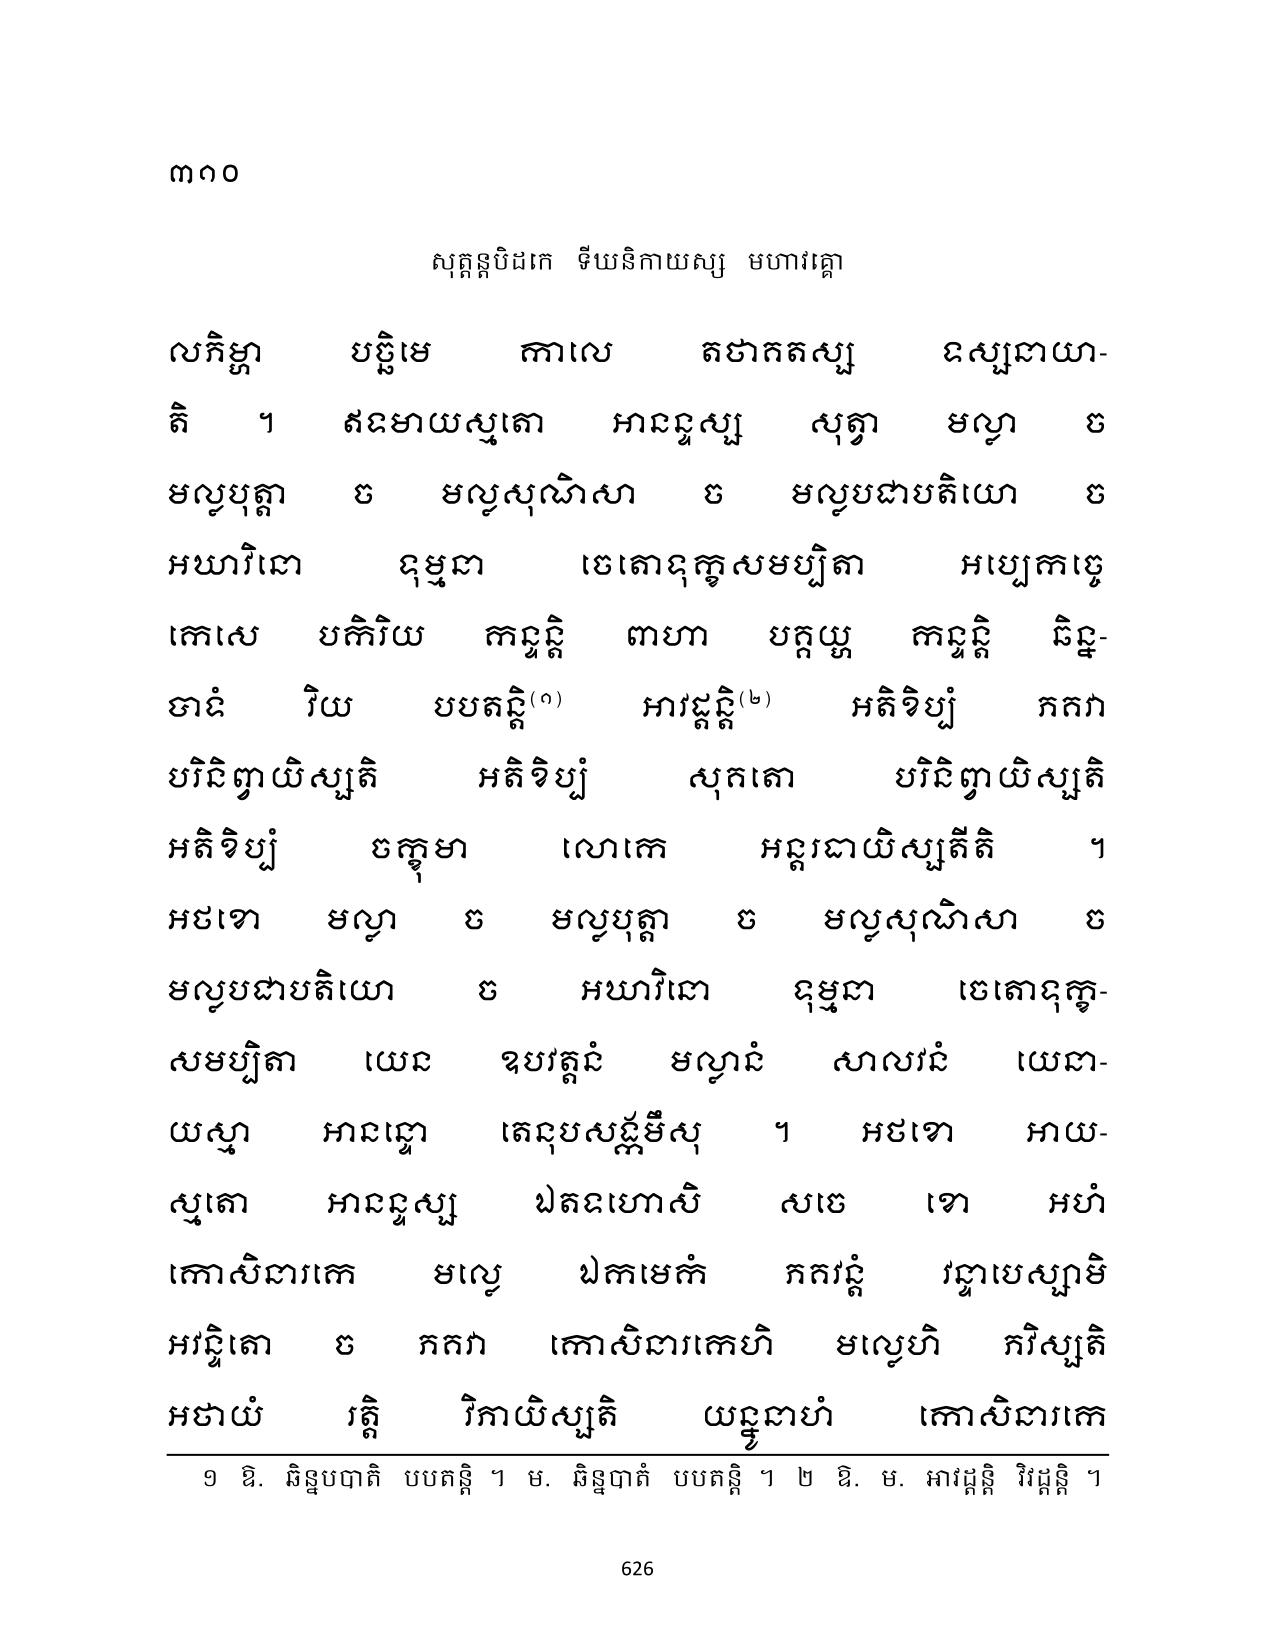 ៣១០
សុត្តន្តបិដកេ ទីឃនិកាយស្ស មហាវគ្គោ
លភិម្ហា បច្ឆិមេ កាលេ តថាគតស្ស ទស្សនាយា-
តិ ។ ឥទមាយស្មតោ អានន្ទស្ស សុត្វា មល្លា ច
មល្លបុត្តា ច មល្លសុណិសា ច មល្លបជាបតិយោ ច
អឃាវិនោ ទុម្មនា ចេតោទុក្ខសមប្បិតា អប្បេកច្ចេ
កេសេ បកិរិយ កន្ទន្តិ ពាហា បគ្គយ្ហ កន្ទន្តិ ឆិន្ន-
បាទំ វិយ បបតន្តិ(១) អាវដ្តន្តិ(២) អតិខិប្បំ ភគវា
បរិនិព្វាយិស្សតិ អតិខិប្បំ សុគតោ បរិនិព្វាយិស្សតិ
អតិខិប្បំ ចក្ខុមា លោកេ អន្តរធាយិស្សតីតិ ។
អថខោ មល្លា ច មល្លបុត្តា ច មល្លសុណិសា ច
មល្លបជាបតិយោ ច អឃាវិនោ ទុម្មនា ចេតោទុក្ខ-
សមប្បិតា យេន ឧបវត្តនំ មល្លានំ សាលវនំ យេនា-
យស្មា អានន្ទោ តេនុបសង្កមឹសុ ។ អថខោ អាយ-
ស្មតោ អានន្ទស្ស ឯតទហោសិ សចេ ខោ អហំ
កោសិនារកេ មល្លេ ឯកមេកំ ភគវន្តំ វន្ទាបេស្សាមិ
អវន្ទិតោ ច ភគវា កោសិនារកេហិ មល្លេហិ ភវិស្សតិ
អថាយំ រត្តិ វិភាយិស្សតិ យន្នូនាហំ កោសិនារកេ
១ ឱ. ឆិន្នបបាតិ បបតន្តិ ។ ម. ឆិន្នបាតំ បបតន្តិ ។ ២ ឱ. ម. អាវដ្តន្តិ វិវដ្តន្តិ ។
626